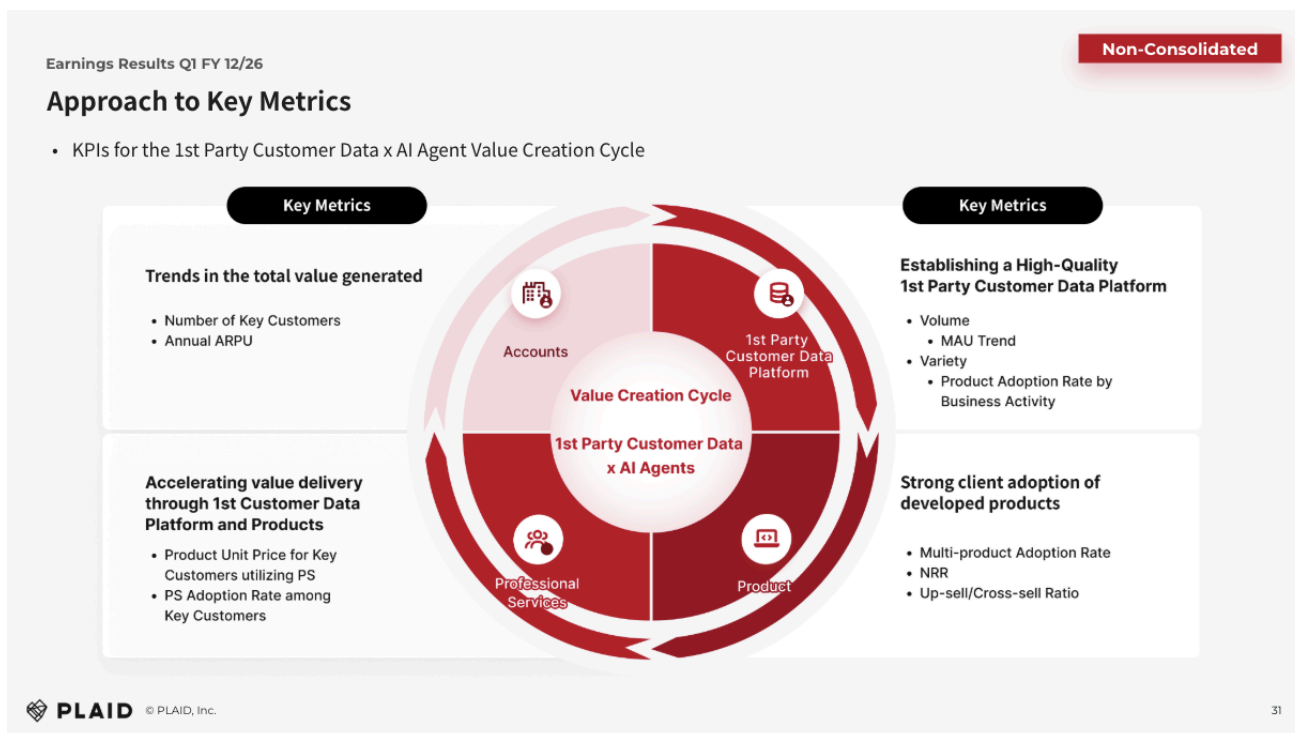 Earnings Results Q1 FY 12/26
Non-Consolidated
Approach to Key Metrics
• KPIs for the 1st Party Customer Data x AI Agent Value Creation Cycle
Key Metrics
Trends in the total value generated
• Number of Key Customers
• Annual ARPU
Key Metrics
Establishing a High-Quality
1st Party Customer Data Platform
• Volume
• MAU Trend
• Variety
• Product Adoption Rate by
Business Activity
Accounts
1st Party
Customer Data
Platform
Value Creation Cycle
1st Party Customer Data
x AI Agents
Professional
Services
Product
Accelerating value delivery
through 1st Customer Data
Platform and Products
• Product Unit Price for Key
Customers utilizing PS
• PS Adoption Rate among
Key Customers
Strong client adoption of
developed products
• Multi-product Adoption Rate
• NRR
• Up-sell/Cross-sell Ratio
PLAID © PLAID, Inc.
31